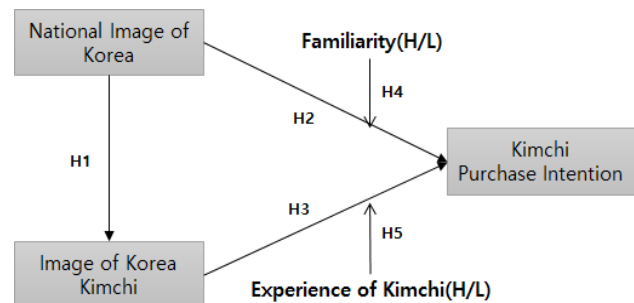 National Image of
Korea
Familiarity(H/L)
H4
H2
H1
Kimchi
Purchase Intention
H3
H5
Image of Korea
Kimchi
Experience of Kimchi(H/L)